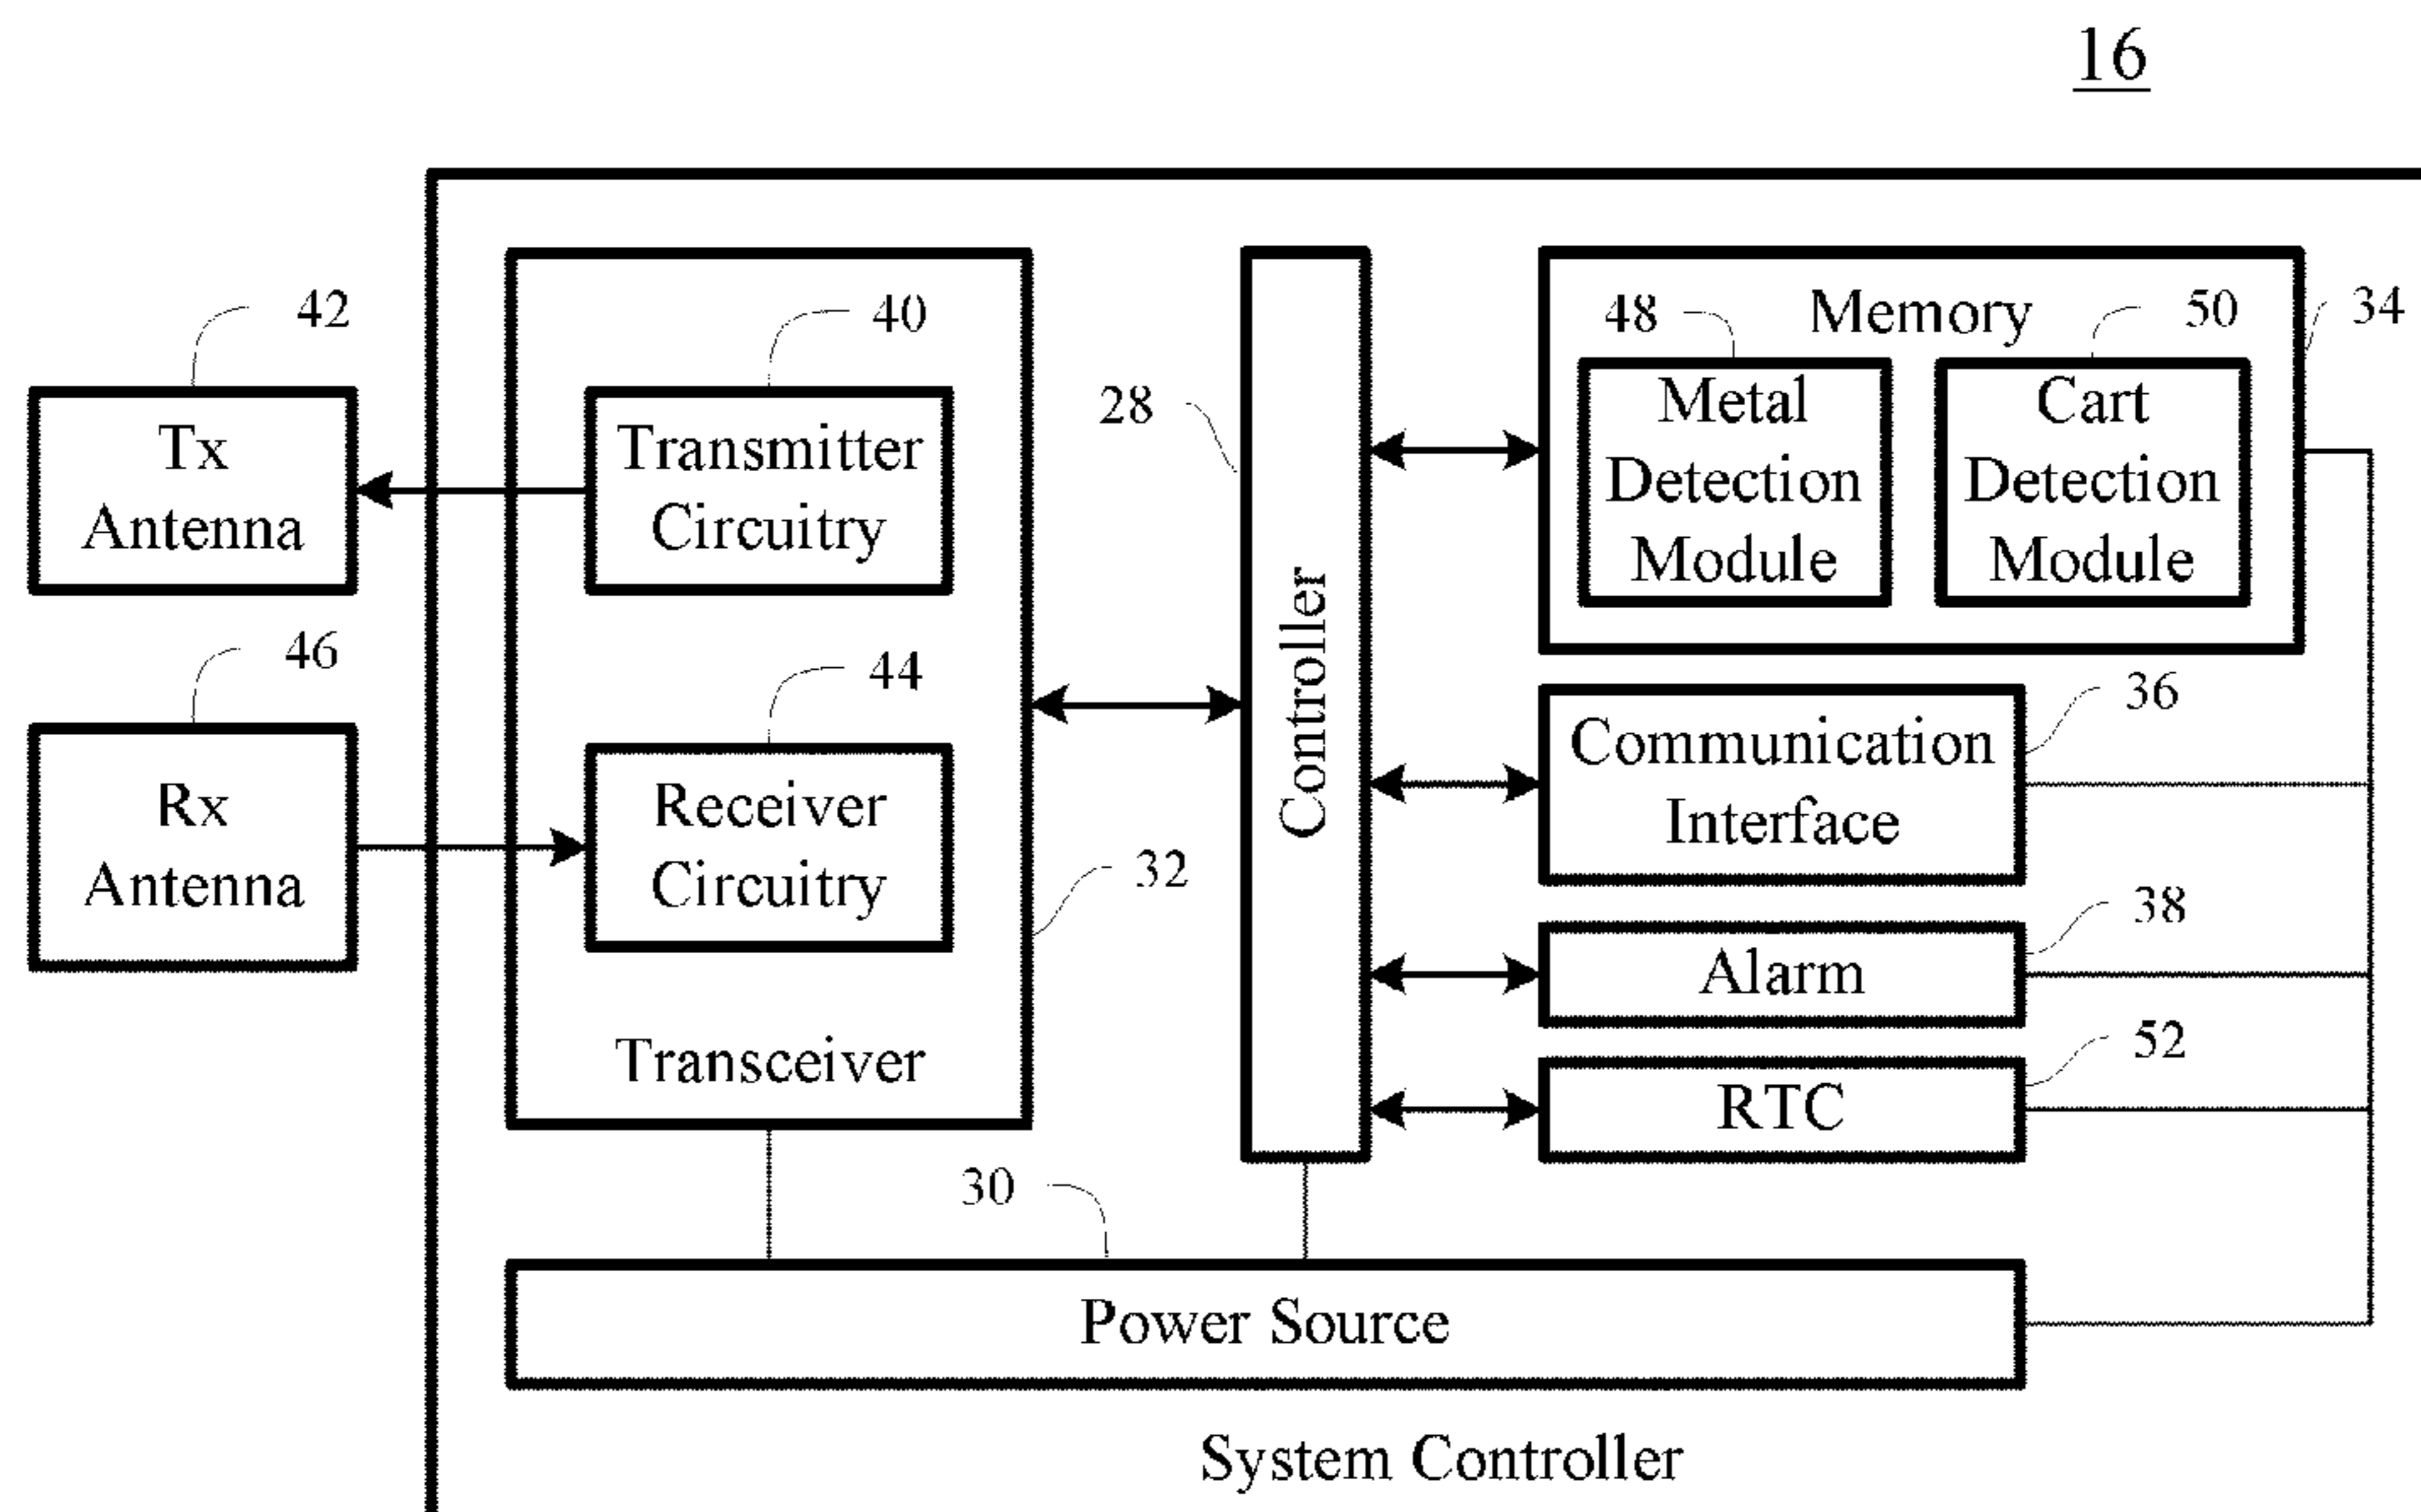 16
42
Tx
Antenna
46
Rx
Antenna
40
Transmitter
Circuitry
44
Receiver
Circuitry
32
Transceiver
28
Controller
Memory
34
48
Metal
Detection
Module
50
Cart
Detection
Module
36
Communication
Interface
38
Alarm
52
RTC
30
Power Source
System Controller